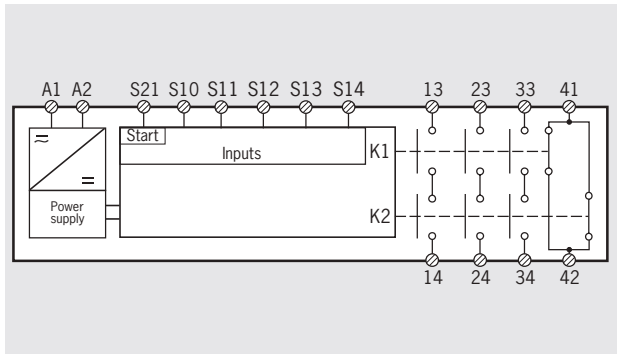 A1 A2 S21 S10 S11 S12 S13 S14 13 23 33 41
Start
Inputs
K1
Power
supply
K2
14 24 34 42